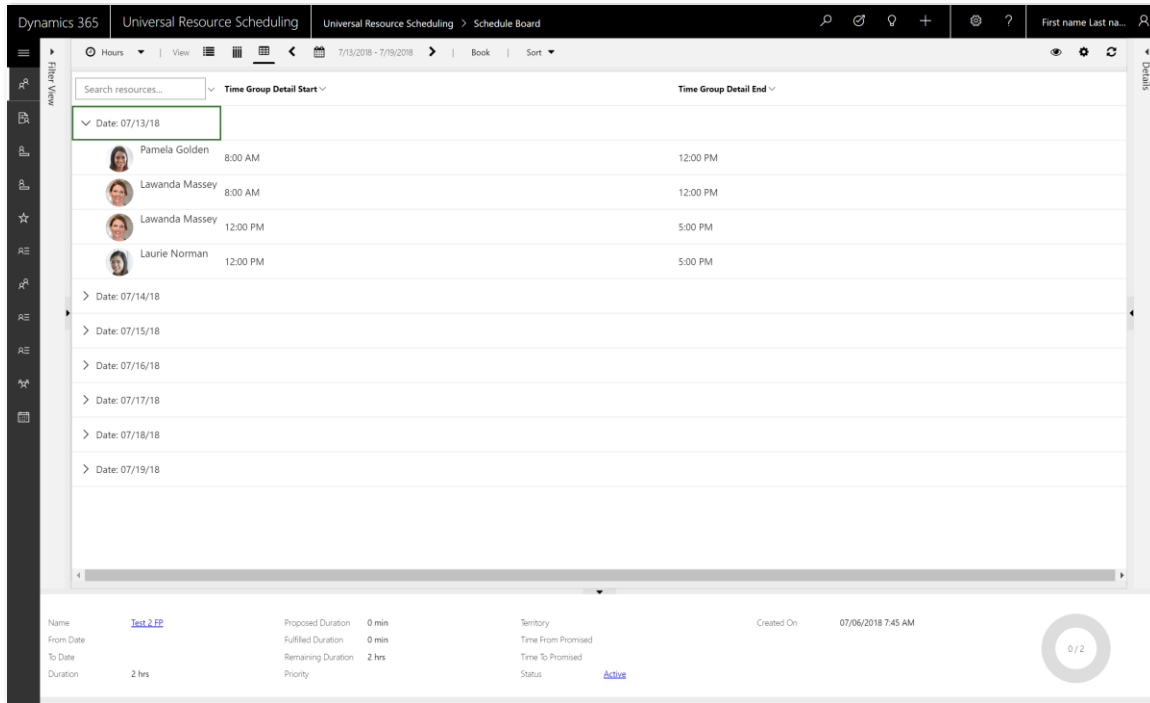 Dynamics 365 Universal Resource Scheduling Universal Resource Scheduling > Schedule Board First name Last na...
Hours View 7/13/2018 - 7/19/2018 Book Sort
Filter View
Details
Search resources... Time Group Detail Start Time Group Detail End
Date: 07/13/18
Pamela Golden 8:00 AM 12:00 PM
Lawanda Massey 8:00 AM 12:00 PM
Lawanda Massey 12:00 PM 5:00 PM
Laurie Norman 12:00 PM 5:00 PM
Date: 07/14/18
Date: 07/15/18
Date: 07/16/18
Date: 07/17/18
Date: 07/18/18
Date: 07/19/18
Name Test 2 FP Proposed Duration 0 min Territory Created On 07/06/2018 7:45 AM
From Date Fulfilled Duration 0 min Time From Promised
To Date Remaining Duration 2 hrs Time To Promised
Duration 2 hrs Priority Status Active
0/2